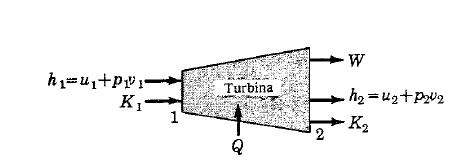 W
h₁=u₁+p₁v₁
Turbina
h₂=u₂+p₂v₂
K₁
1
K₂
2
Q